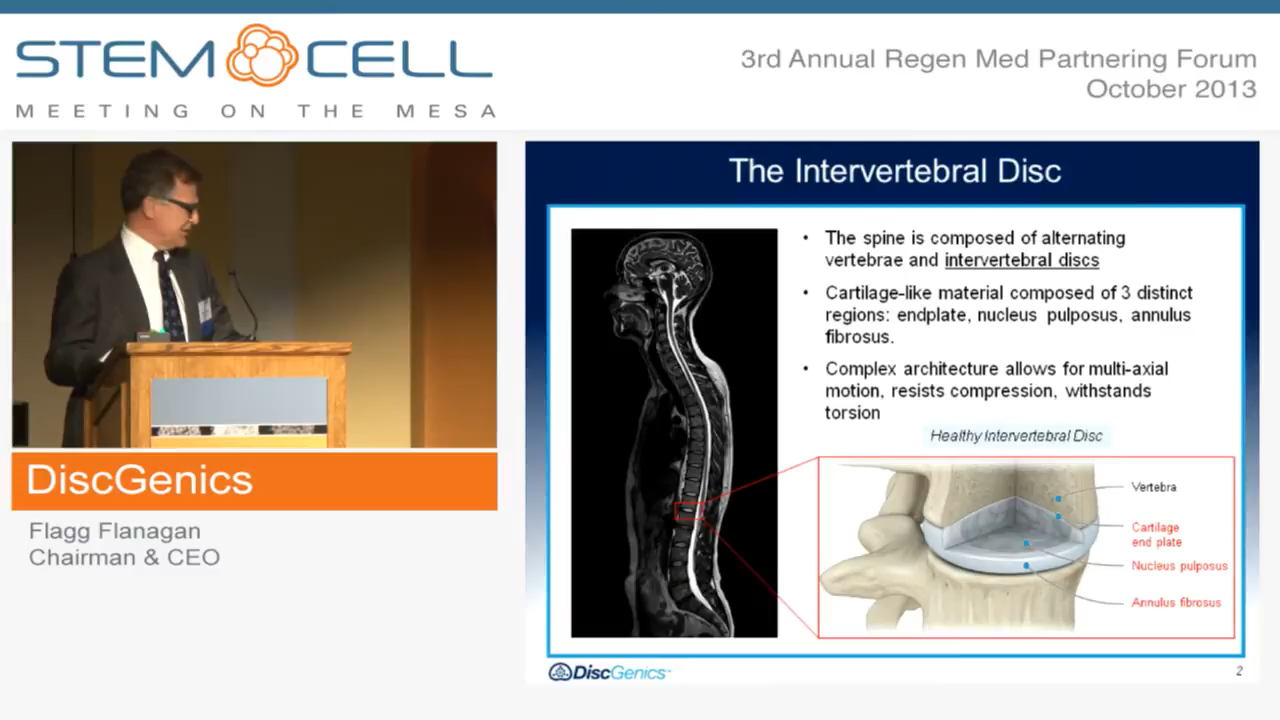 STEM CELL
MEETING ON THE MESA
3rd Annual Regen Med Partnering Forum
October 2013
DiscGenics
Flagg Flanagan
Chairman & CEO
The Intervertebral Disc
• The spine is composed of alternating
vertebrae and intervertebral discs
• Cartilage-like material composed of 3 distinct
regions: endplate, nucleus pulposus, annulus
fibrosus.
• Complex architecture allows for multi-axial
motion, resists compression, withstands
torsion
Healthy Intervertebral Disc
Vertebra
Cartilage
end plate
Nucleus pulposus
Annulus fibrosus
DiscGenics
2